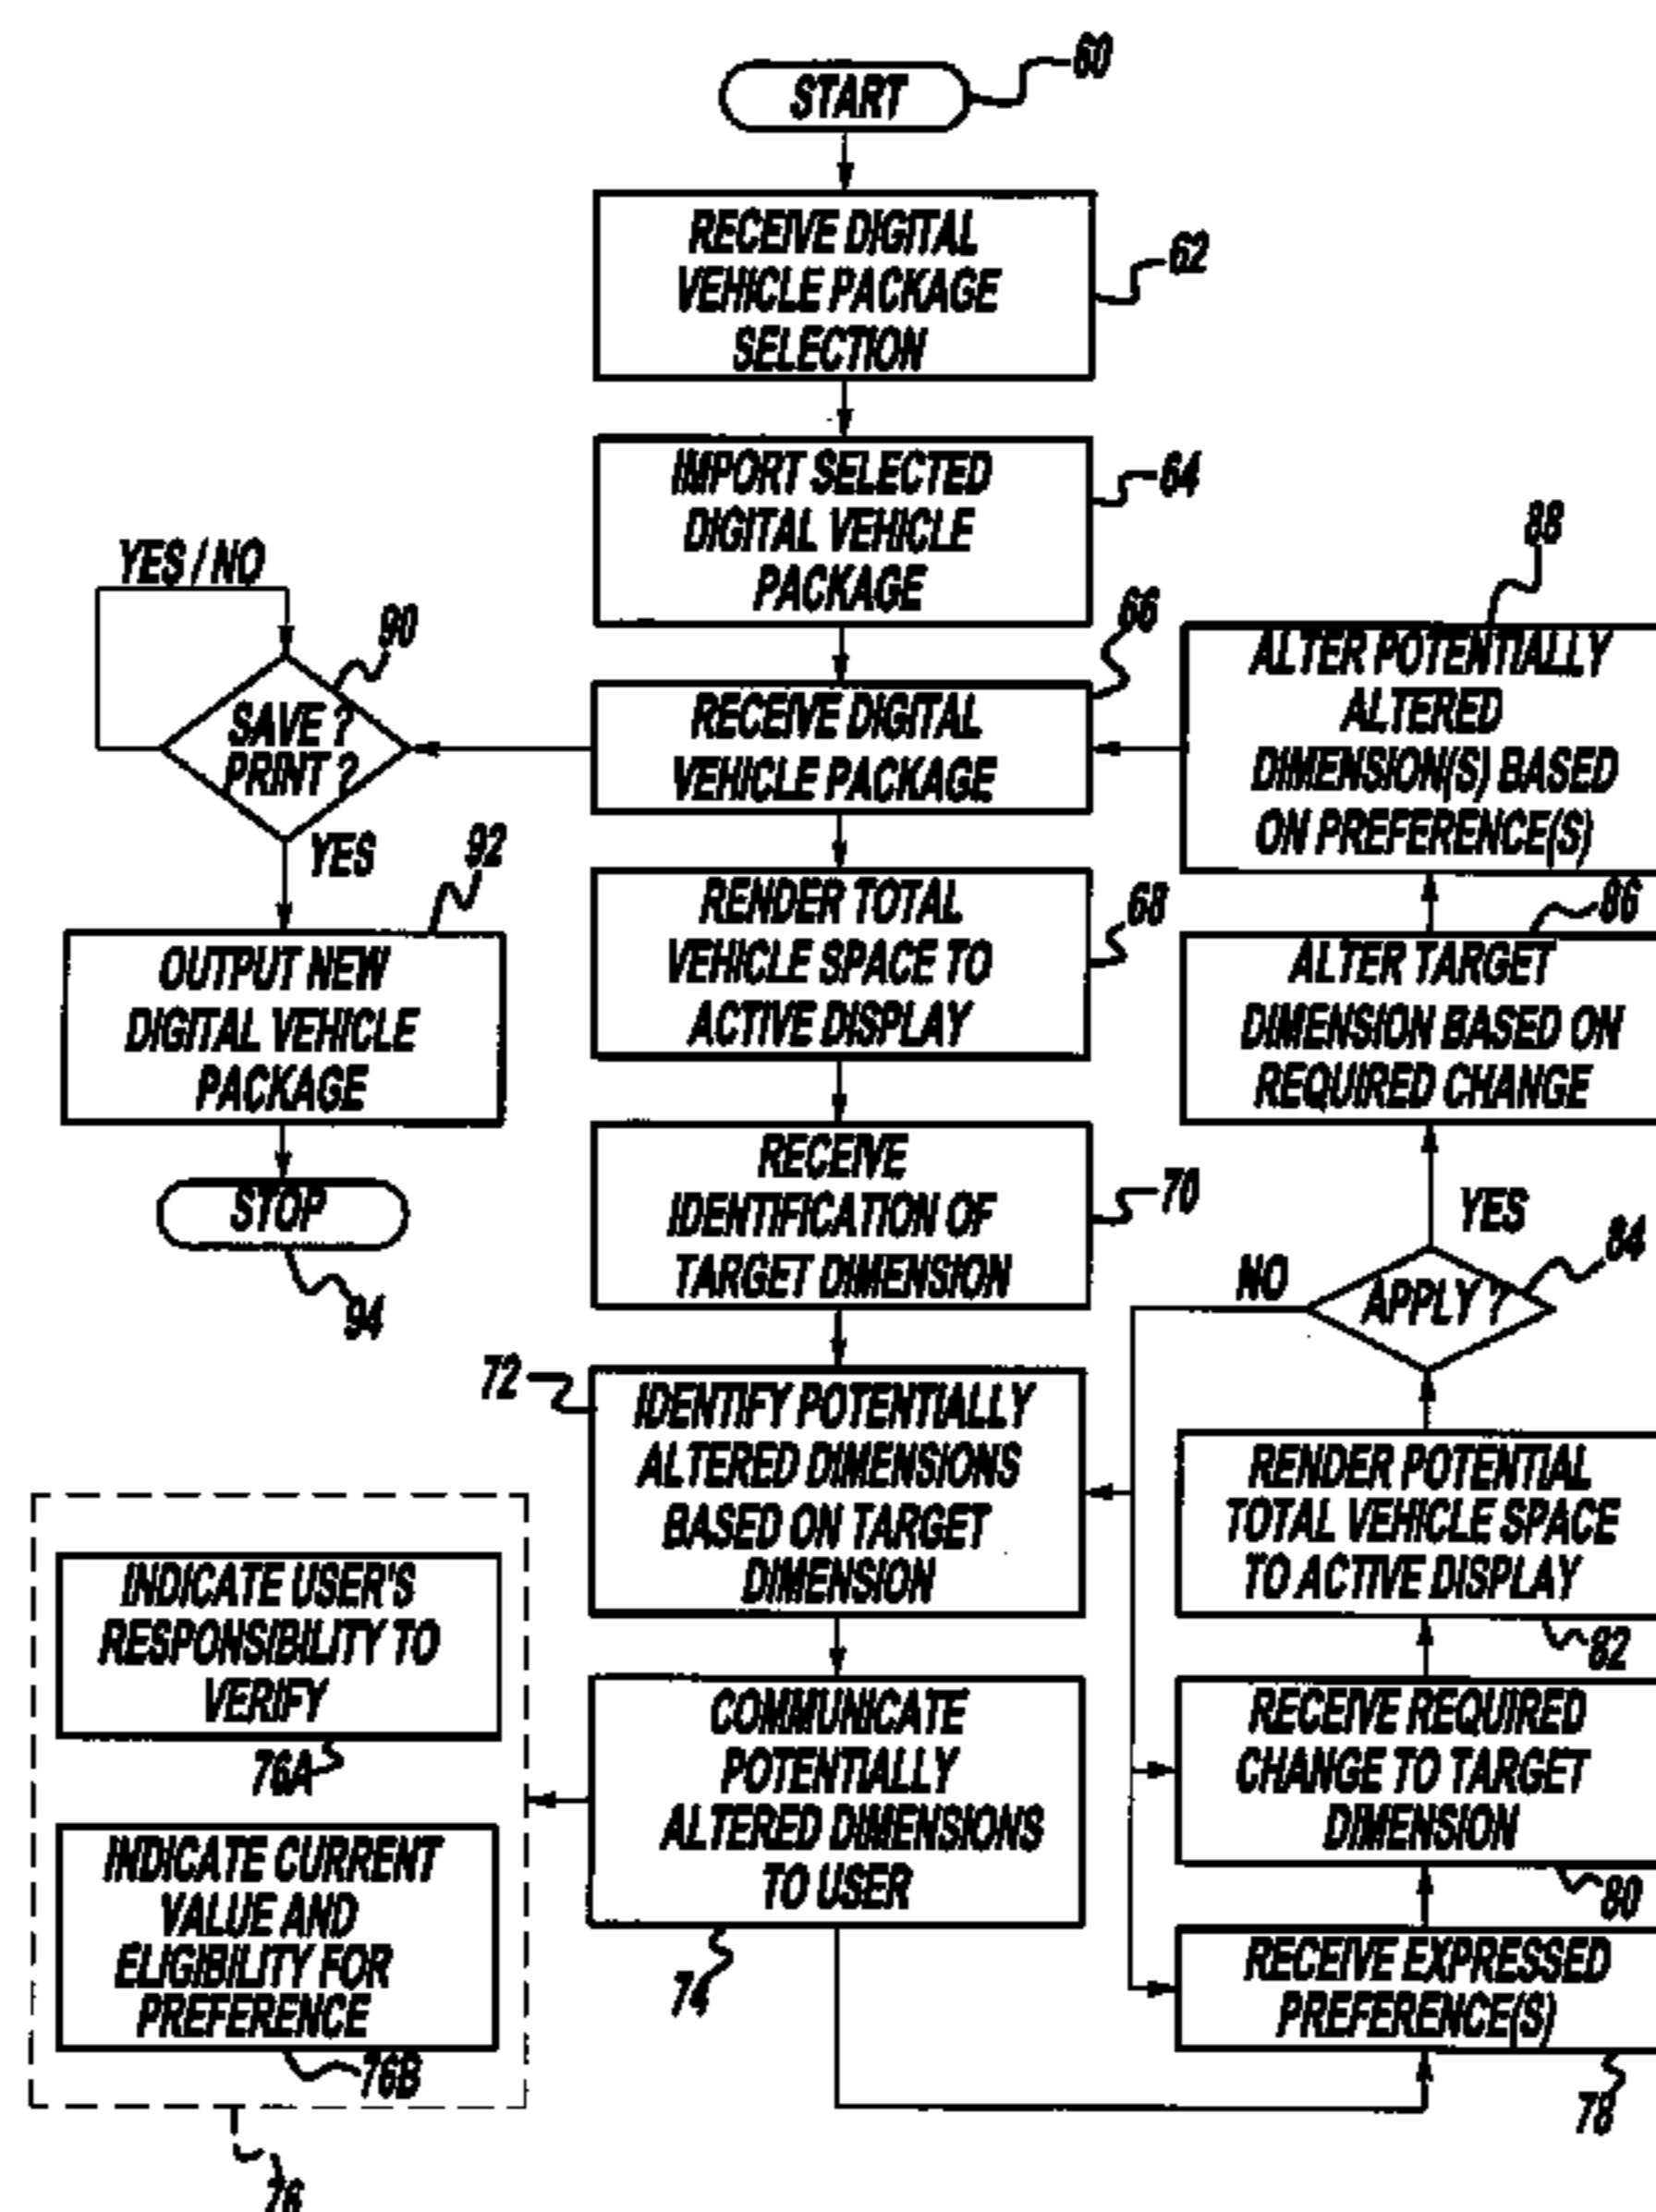 START
60
RECEIVE DIGITAL
VEHICLE PACKAGE
SELECTION
62
IMPORT SELECTED
DIGITAL VEHICLE
PACKAGE
64
YES / NO
90
SAVE ?
PRINT ?
YES
RECEIVE DIGITAL
VEHICLE PACKAGE
66
88
ALTER POTENTIALLY
ALTERED
DIMENSION(S) BASED
ON PREFERENCE(S)
92
OUTPUT NEW
DIGITAL VEHICLE
PACKAGE
STOP
94
RENDER TOTAL
VEHICLE SPACE TO
ACTIVE DISPLAY
68
86
ALTER TARGET
DIMENSION BASED ON
REQUIRED CHANGE
RECEIVE
IDENTIFICATION OF
TARGET DIMENSION
70
YES
84
NO
APPLY ?
72
IDENTIFY POTENTIALLY
ALTERED DIMENSIONS
BASED ON TARGET
DIMENSION
RENDER POTENTIAL
TOTAL VEHICLE SPACE
TO ACTIVE DISPLAY
82
INDICATE USER'S
RESPONSIBILITY TO
VERIFY
76A
COMMUNICATE
POTENTIALLY
ALTERED DIMENSIONS
TO USER
74
RECEIVE REQUIRED
CHANGE TO TARGET
DIMENSION
80
INDICATE CURRENT
VALUE AND
ELIGIBILITY FOR
PREFERENCE
76B
RECEIVE EXPRESSED
PREFERENCE(S)
78
76